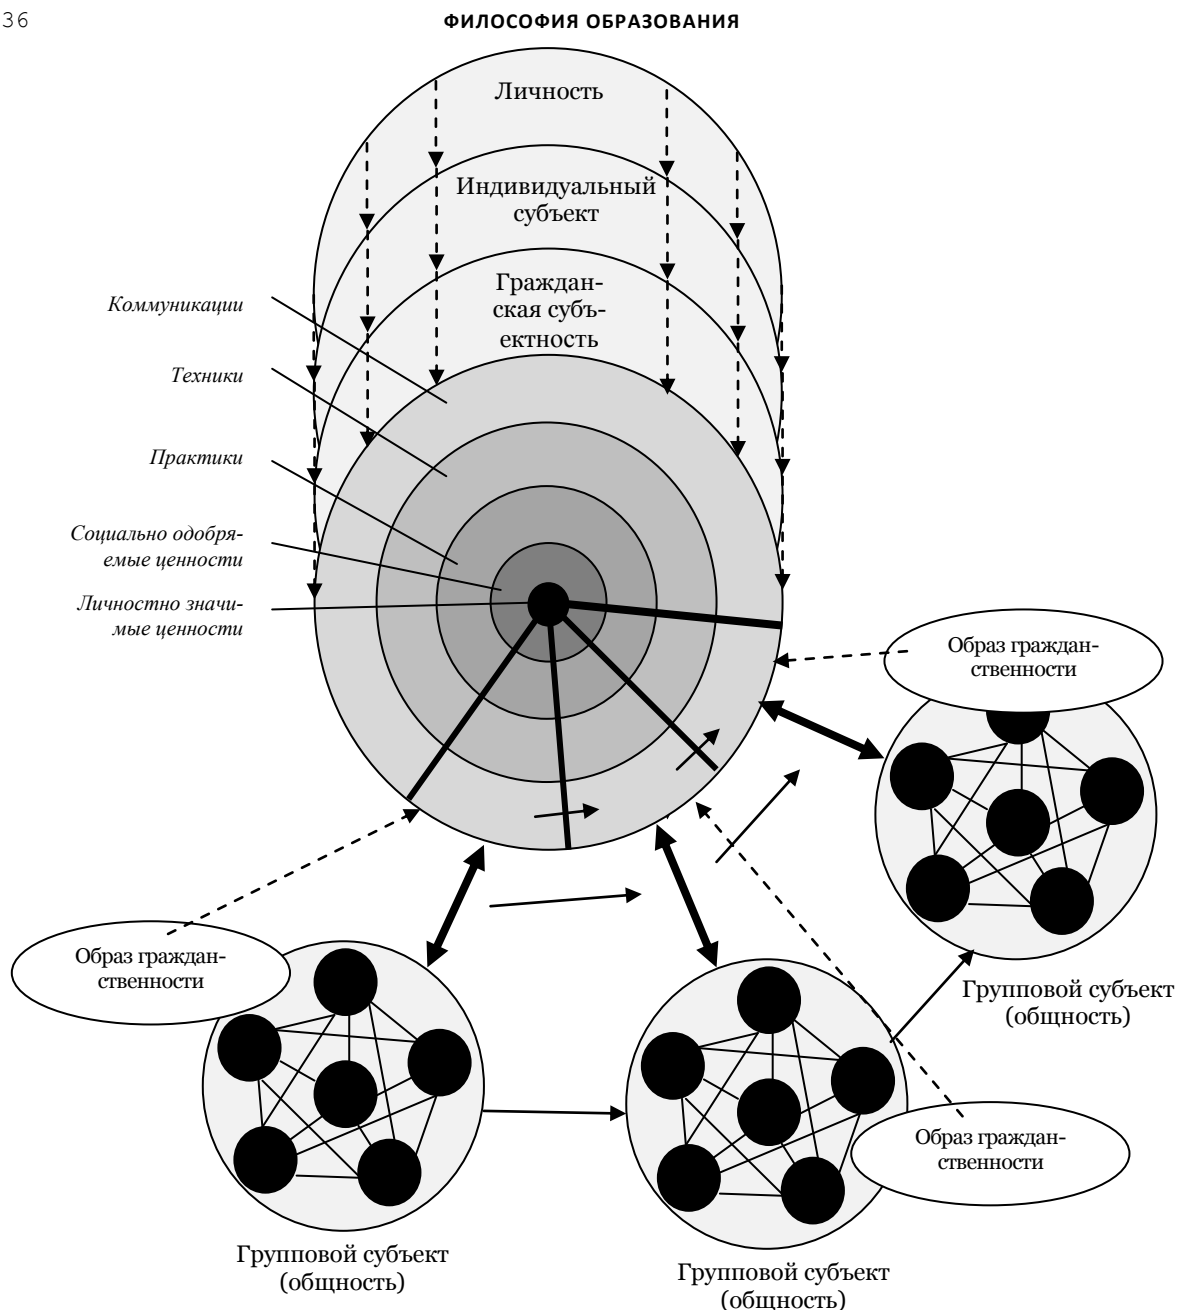 36
ФИЛОСОФИЯ ОБРАЗОВАНИЯ
Личность
Индивидуальный
субъект
Граждан-
ская субъ-
ектность
Коммуникации
Техники
Практики
Социально одобря-
емые ценности
Личностно значи-
мые ценности
Образ граждан-
ственности
Групповой субъект
(общность)
Образ граждан-
ственности
Групповой субъект
(общность)
Образ граждан-
ственности
Групповой субъект
(общность)